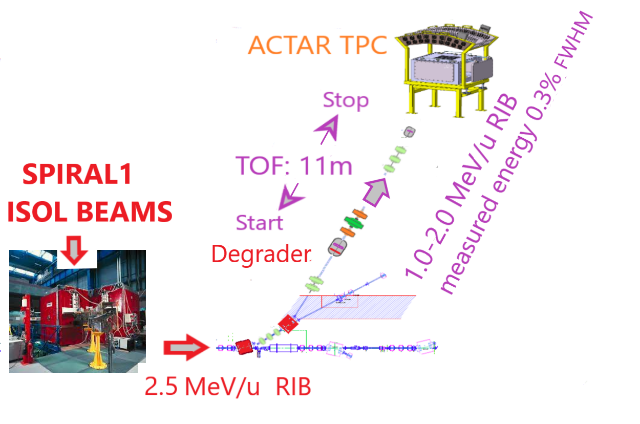 ACTAR TPC
Stop
TOF: 11m
Start
SPIRAL1
ISOL BEAMS
Degrader
1.0-2.0 MeV/u RIB
measured energy 0.3% FWHM
2.5 MeV/u RIB